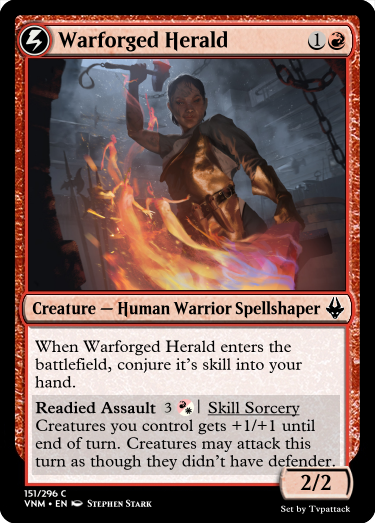 Warforged Herald 1
Creature — Human Warrior Spellshaper
When Warforged Herald enters the
battlefield, conjure it's skill into your
hand.
Readied Assault 3 | Skill Sorcery
Creatures you control gets +1/+1 until
end of turn. Creatures may attack this
turn as though they didn't have defender.
2/2
151/296 C
VNM • EN Stephen Stark
Set by Tvpattack